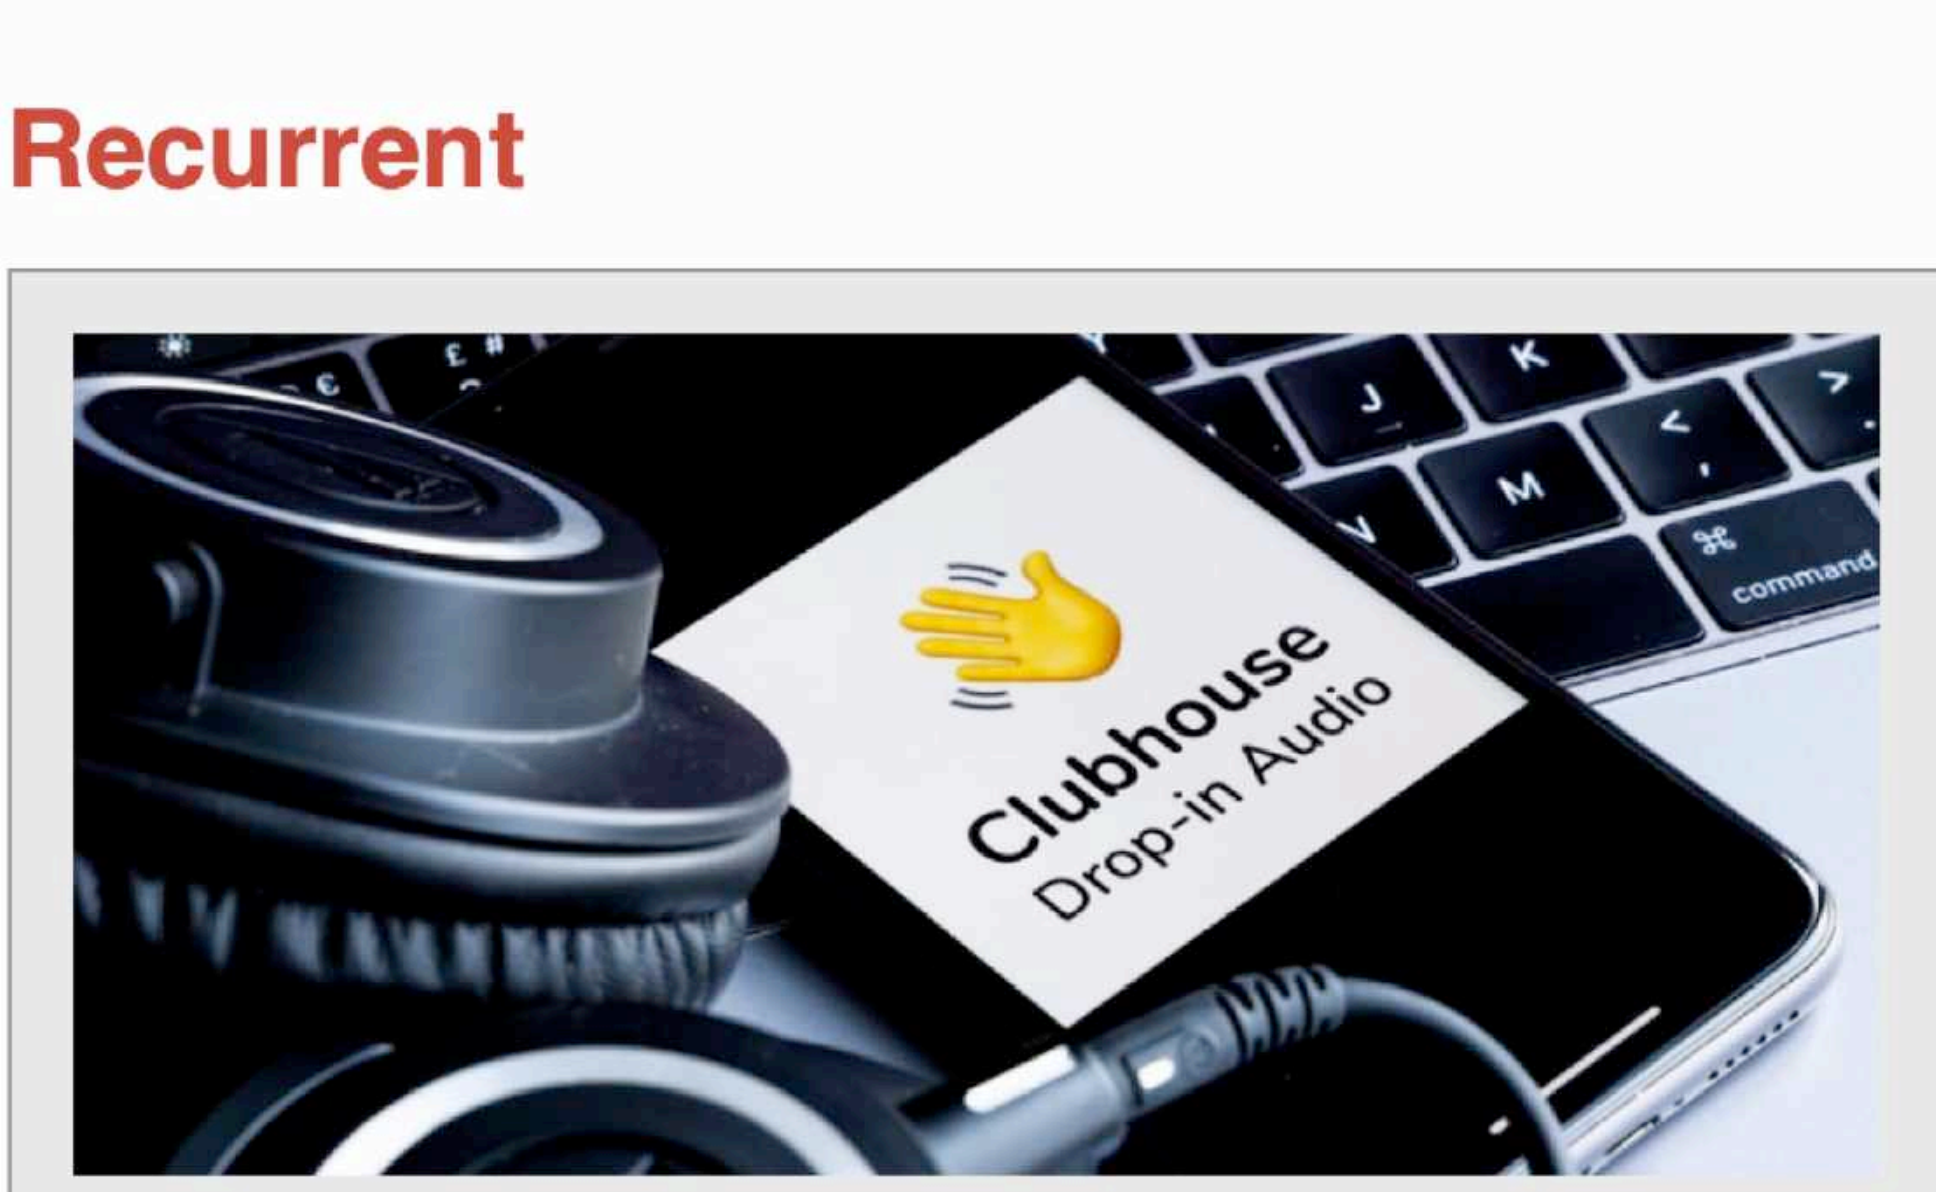 Recurrent
£ #
€
J
K
<
,
>
.
M
N
⌘
command
Clubhouse
Drop-in Audio